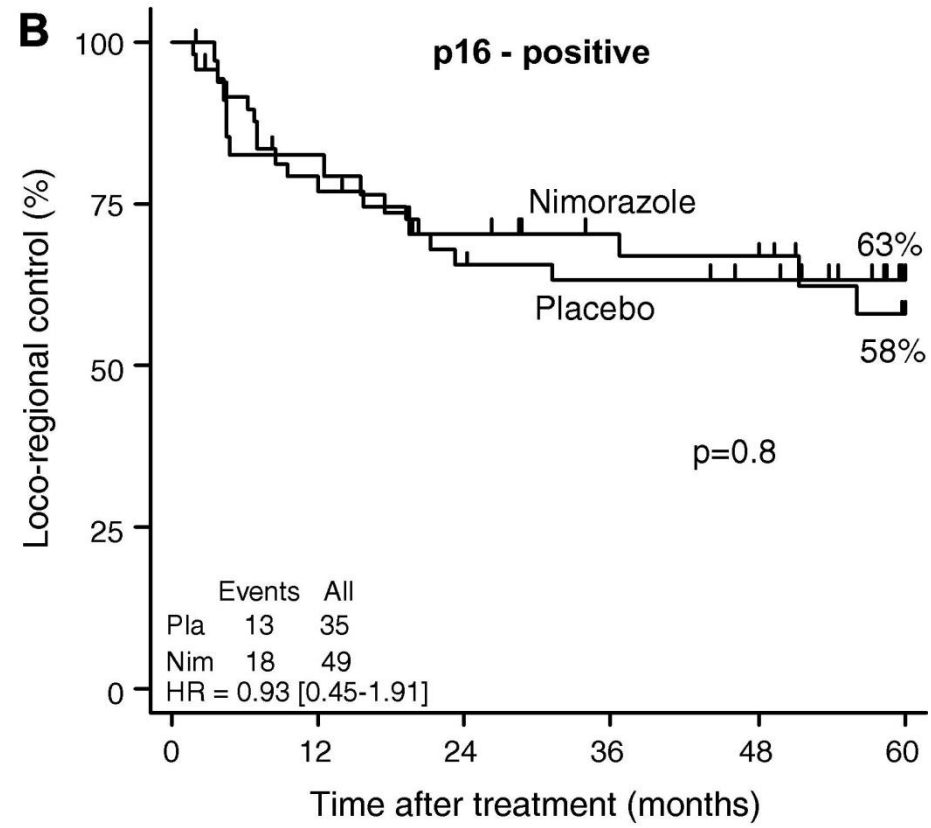 B
p16 - positive
100
75
50
25
0
Loco-regional control (%)
Nimorazole
63%
Placebo
58%
p=0.8
Events All
Pla 13 35
Nim 18 49
HR = 0.93 [0.45-1.91]
0 12 24 36 48 60
Time after treatment (months)